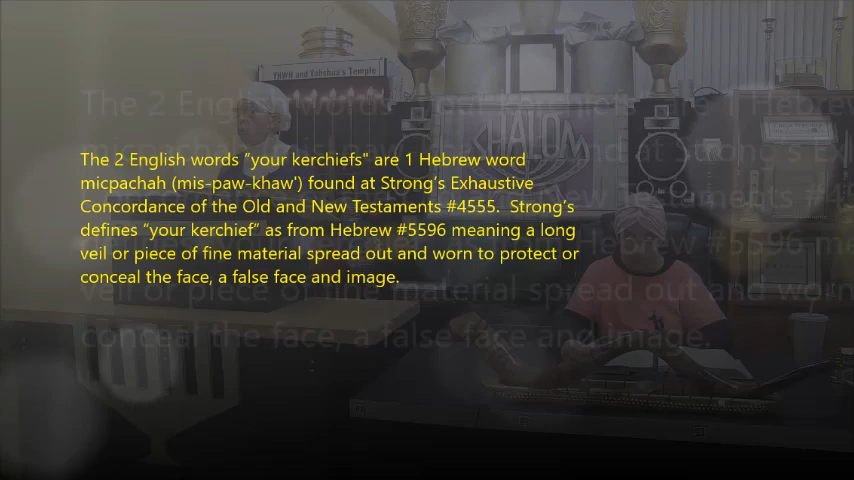 YHWH and Yahshua's Temple
SHALOM
The 2 English words "your kerchiefs" are 1 Hebrew word
micpachah (mis-paw-khaw') found at Strong's Exhaustive
Concordance of the Old and New Testaments #4555.  Strong's
defines “your kerchief” as from Hebrew #5596 meaning a long
veil or piece of fine material spread out and worn to protect or
conceal the face, a false face and image.